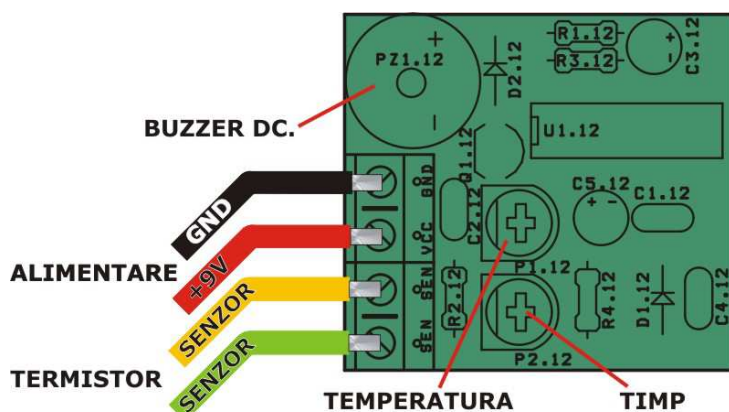 PZ1.12
+
-
D2.12
R1.12
R3.12
+
-
C3.12
BUZZER DC.
U1.12
Q1.12
GND
GND
C2.12
C5.12
+ -
C1.12
ALIMENTARE
+9V
VCC
P1.12
SENZOR
SEN
R2.12
R4.12
D1.12
C4.12
TERMISTOR
SENZOR
SEN
P2.12
TEMPERATURA
TIMP